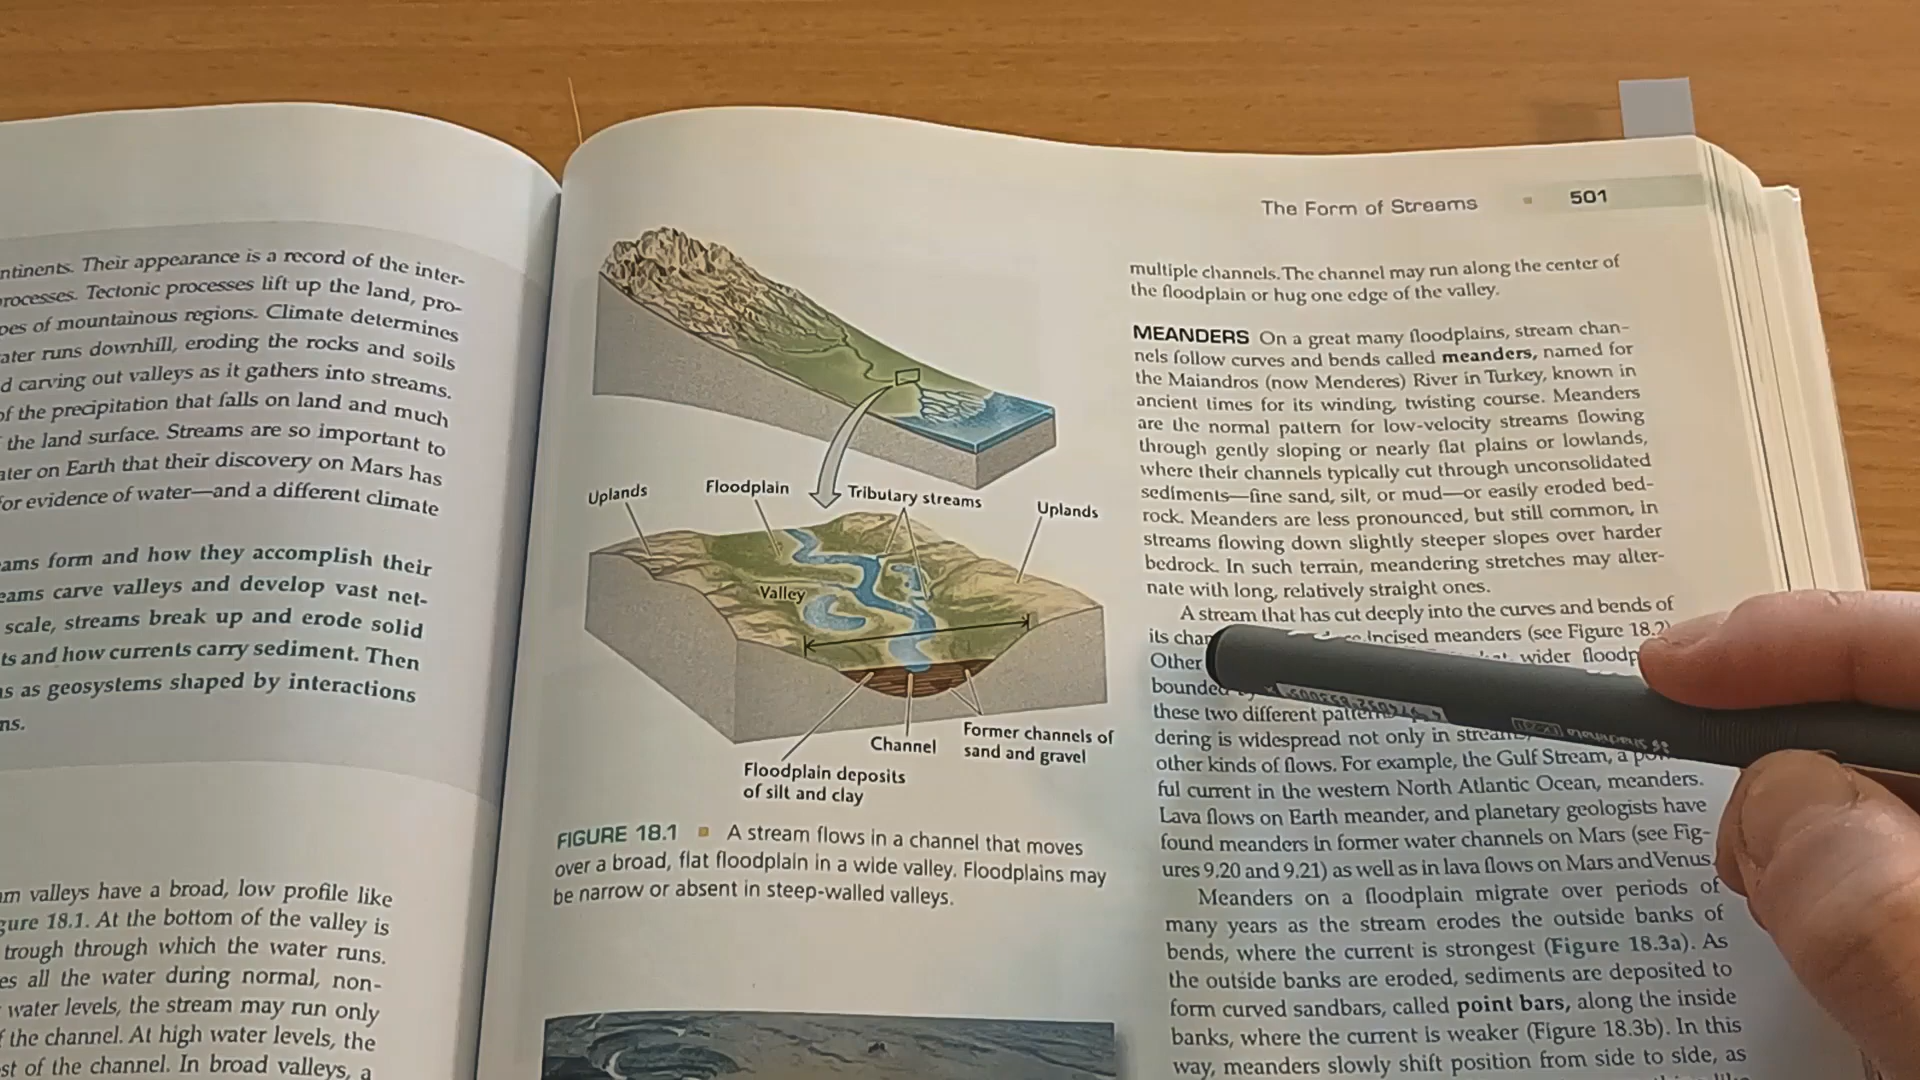 ntinents. Their appearance is a record of the inter-
rocesses. Tectonic processes lift up the land, pro-
pes of mountainous regions. Climate determines
ater runs downhill, eroding the rocks and soils
d carving out valleys as it gathers into streams.
of the precipitation that falls on land and much
the land surface. Streams are so important to
ater on Earth that their discovery on Mars has
for evidence of water—and a different climate
ams form and how they accomplish their
eams carve valleys and develop vast net-
scale, streams break up and erode solid
ts and how currents carry sediment. Then
as geosystems shaped by interactions
ns.
am valleys have a broad, low profile like
gure 18.1. At the bottom of the valley is
trough through which the water runs.
es all the water during normal, non-
water levels, the stream may run only
f the channel. At high water levels, the
st of the channel. In broad valleys, a
The Form of Streams 501
Uplands
Floodplain
Tributary streams
Uplands
Valley
Channel
Former channels of
sand and gravel
Floodplain deposits
of silt and clay
FIGURE 18.1 A stream flows in a channel that moves
over a broad, flat floodplain in a wide valley. Floodplains may
be narrow or absent in steep-walled valleys.
multiple channels. The channel may run along the center of
the floodplain or hug one edge of the valley.
MEANDERS On a great many floodplains, stream chan-
nels follow curves and bends called meanders, named for
the Maiandros (now Menderes) River in Turkey, known in
ancient times for its winding, twisting course. Meanders
are the normal pattern for low-velocity streams flowing
through gently sloping or nearly flat plains or lowlands,
where their channels typically cut through unconsolidated
sediments—fine sand, silt, or mud—or easily eroded bed-
rock. Meanders are less pronounced, but still common, in
streams flowing down slightly steeper slopes over harder
bedrock. In such terrain, meandering stretches may alter-
nate with long, relatively straight ones.
A stream that has cut deeply into the curves and bends of
its chan incised meanders (see Figure 18.2)
Other wider floodp
bounded
these two different patterns
dering is widespread not only in streams
other kinds of flows. For example, the Gulf Stream, a pow
ful current in the western North Atlantic Ocean, meanders.
Lava flows on Earth meander, and planetary geologists have
found meanders in former water channels on Mars (see Fig-
ures 9.20 and 9.21) as well as in lava flows on Mars and Venus.
Meanders on a floodplain migrate over periods of
many years as the stream erodes the outside banks of
bends, where the current is strongest (Figure 18.3a). As
the outside banks are eroded, sediments are deposited to
form curved sandbars, called point bars, along the inside
banks, where the current is weaker (Figure 18.3b). In this
way, meanders slowly shift position from side to side, as